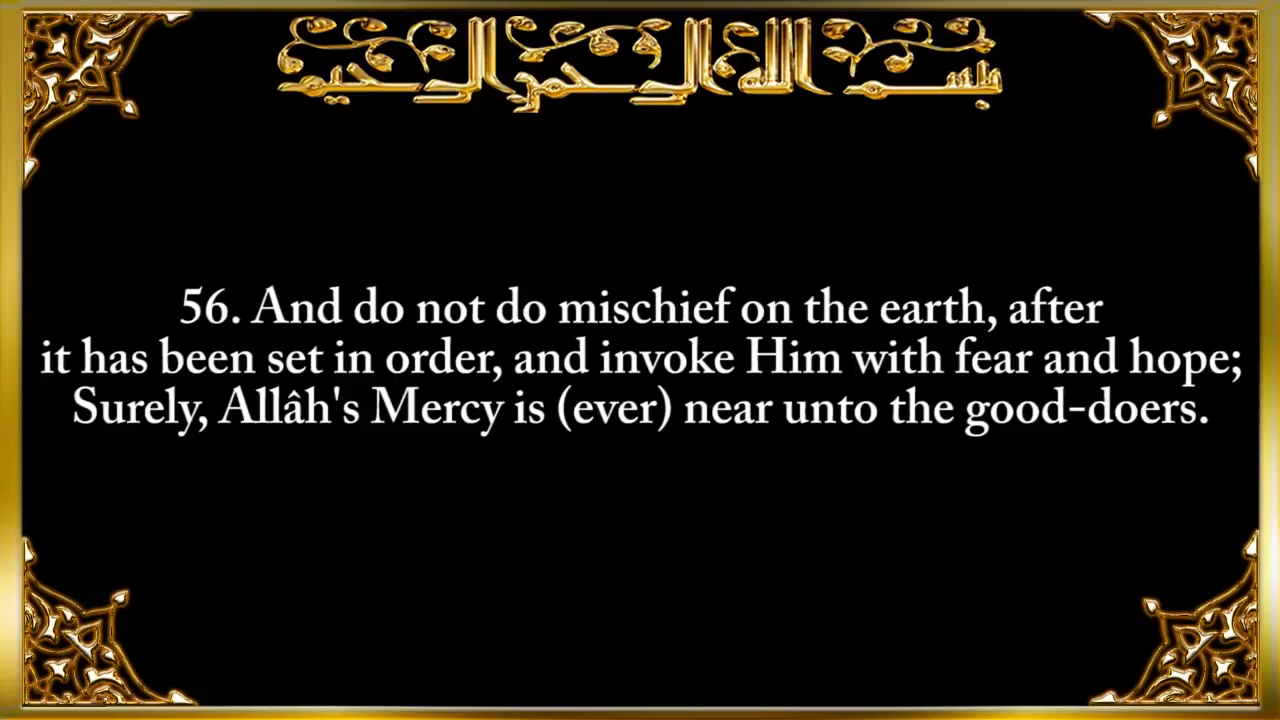 بسم الله الرحمن الرحيم
56. And do not do mischief on the earth, after
it has been set in order, and invoke Him with fear and hope;
Surely, Allâh's Mercy is (ever) near unto the good-doers.